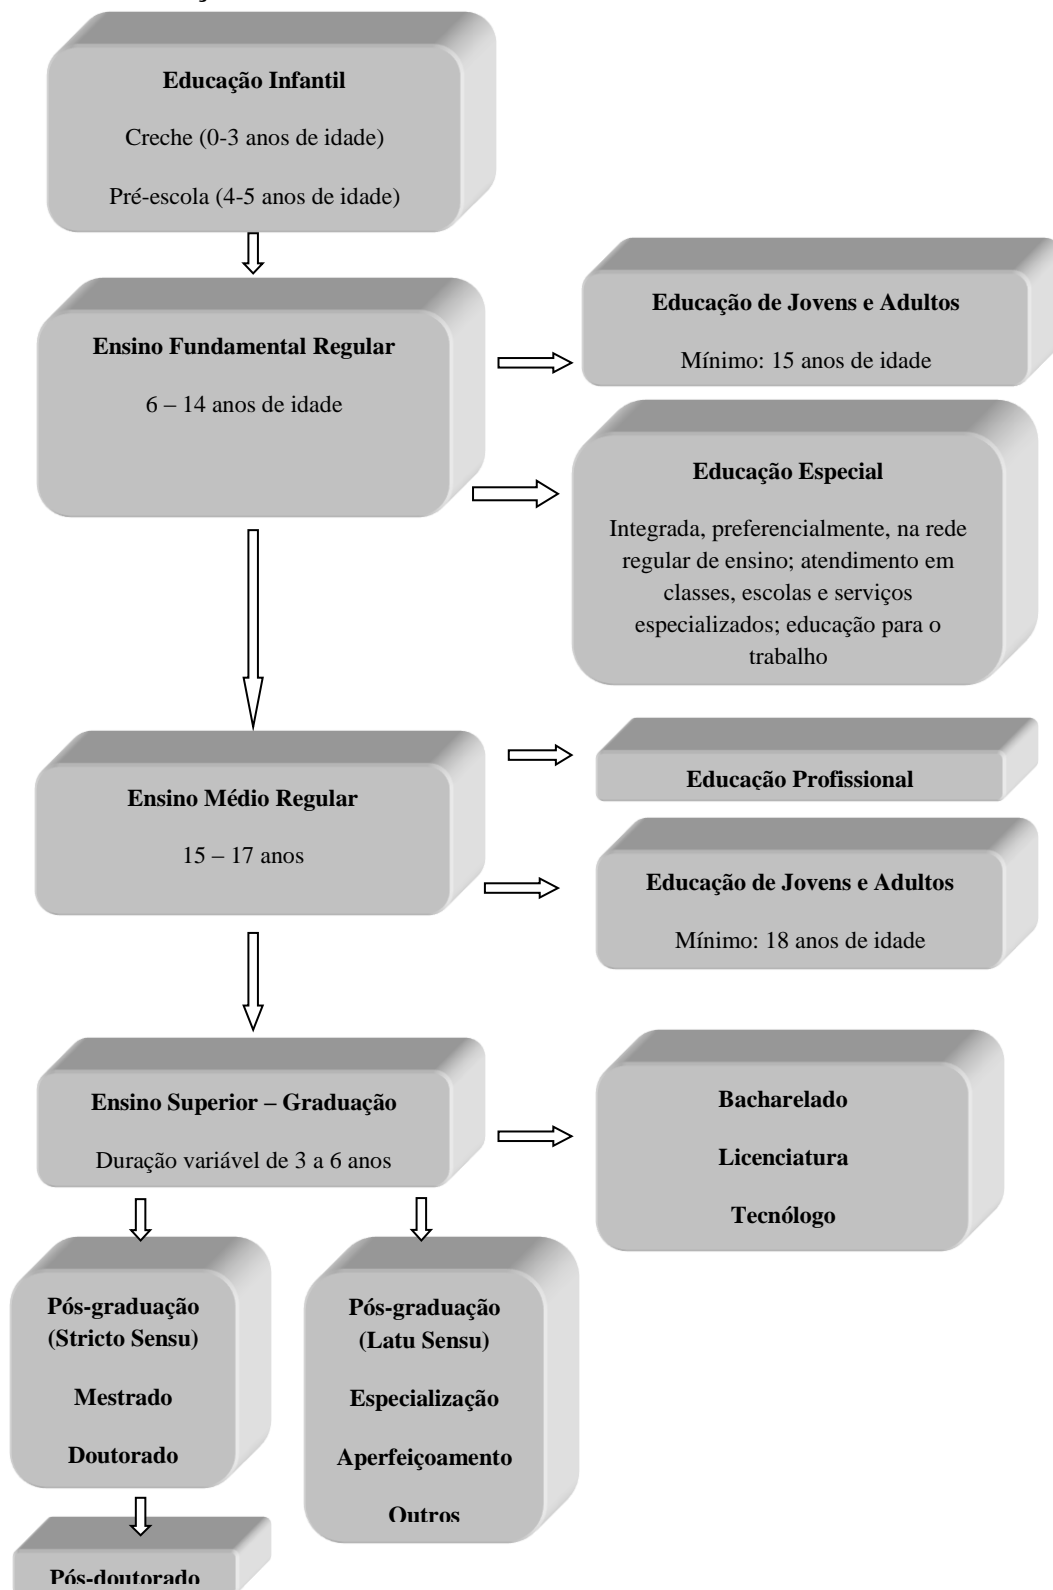 Educação Infantil
Creche (0-3 anos de idade)
Pré-escola (4-5 anos de idade)
Ensino Fundamental Regular
6 – 14 anos de idade
Educação de Jovens e Adultos
Mínimo: 15 anos de idade
Educação Especial
Integrada, preferencialmente, na rede
regular de ensino; atendimento em
classes, escolas e serviços
especializados; educação para o
trabalho
Ensino Médio Regular
15 – 17 anos
Educação Profissional
Educação de Jovens e Adultos
Mínimo: 18 anos de idade
Ensino Superior – Graduação
Duração variável de 3 a 6 anos
Bacharelado
Licenciatura
Tecnólogo
Pós-graduação
(Stricto Sensu)
Mestrado
Doutorado
Pós-graduação
(Latu Sensu)
Especialização
Aperfeiçoamento
Outros
Pós-doutorado